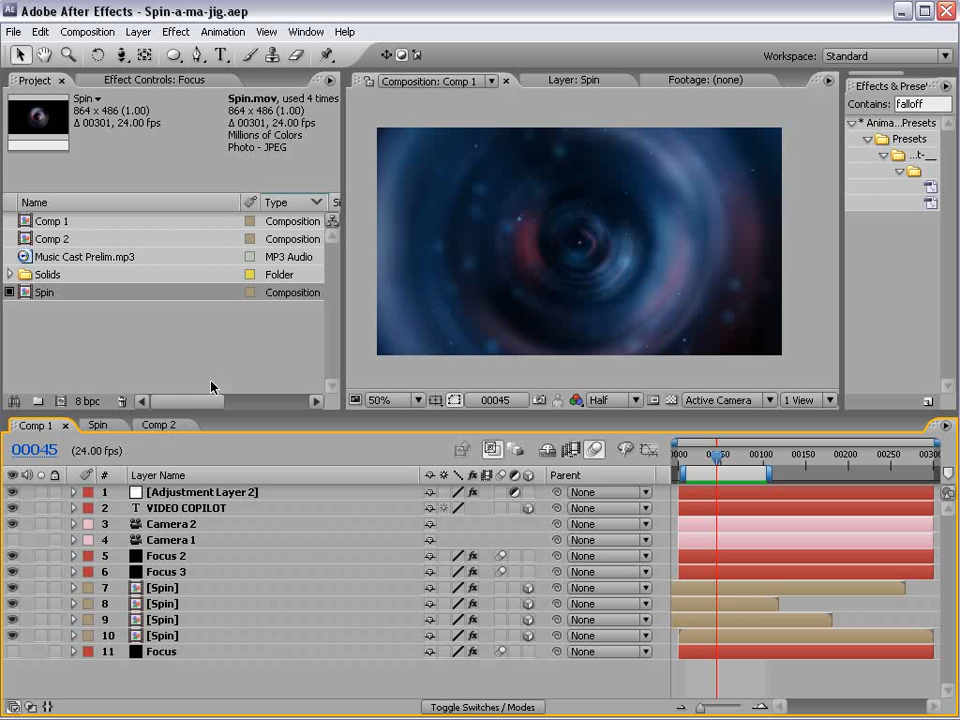 Adobe After Effects - Spin-a-ma-jig.aep
File Edit Composition Layer Effect Animation View Window Help
Workspace: Standard
Project × Effect Controls: Focus
Composition: Comp 1 × Layer: Spin Footage: (none)
Effects & Prese
Contains: falloff
Spin
864 x 486 (1.00)
Δ 00301, 24.00 fps
Spin.mov, used 4 times
864 x 486 (1.00)
Δ 00301, 24.00 fps
Millions of Colors
Photo - JPEG
* Anima...Presets
Presets
...t-__
Name Type Si
Comp 1 Composition
Comp 2 Composition
Music Cast Prelim.mp3 MP3 Audio
Solids Folder
Spin Composition
8 bpc
50% 00045 Half Active Camera 1 View
Comp 1 × Spin Comp 2
00045 (24.00 fps)
0000 00050 00100 00150 00200 00250 00300
# Layer Name Parent
1 [Adjustment Layer 2] None
2 T VIDEO COPILOT None
3 Camera 2 None
4 Camera 1 None
5 Focus 2 None
6 Focus 3 None
7 [Spin] None
8 [Spin] None
9 [Spin] None
10 [Spin] None
11 Focus None
Toggle Switches / Modes